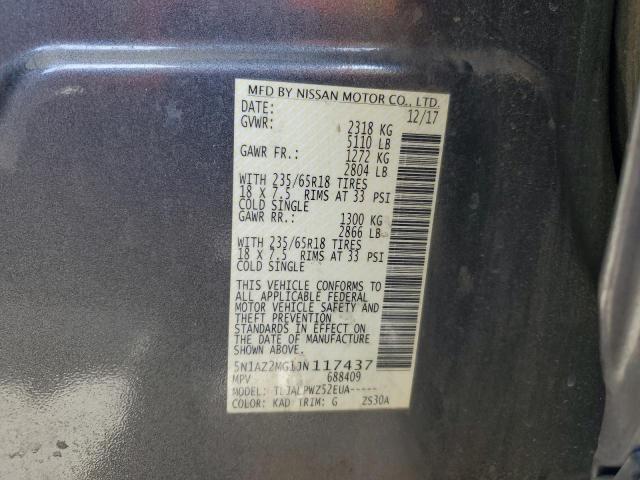 MFD BY NISSAN MOTOR CO., LTD.
DATE: 12/17
GVWR: 2318 KG
5110 LB
GAWR FR.: 1272 KG
2804 LB
WITH 235/65R18 TIRES
18 X 7.5 RIMS AT 33 PSI
COLD SINGLE
GAWR RR.: 1300 KG
2866 LB
WITH 235/65R18 TIRES
18 X 7.5 RIMS AT 33 PSI
COLD SINGLE
THIS VEHICLE CONFORMS TO
ALL APPLICABLE FEDERAL
MOTOR VEHICLE SAFETY AND
THEFT PREVENTION
STANDARDS IN EFFECT ON
THE DATE OF MANUFACTURE
SHOWN ABOVE.
5N1AZ2MG1JN117437
MPV 688409
MODEL: TLJALPWZ52EUA-----
COLOR: KAD TRIM: G ZS30A